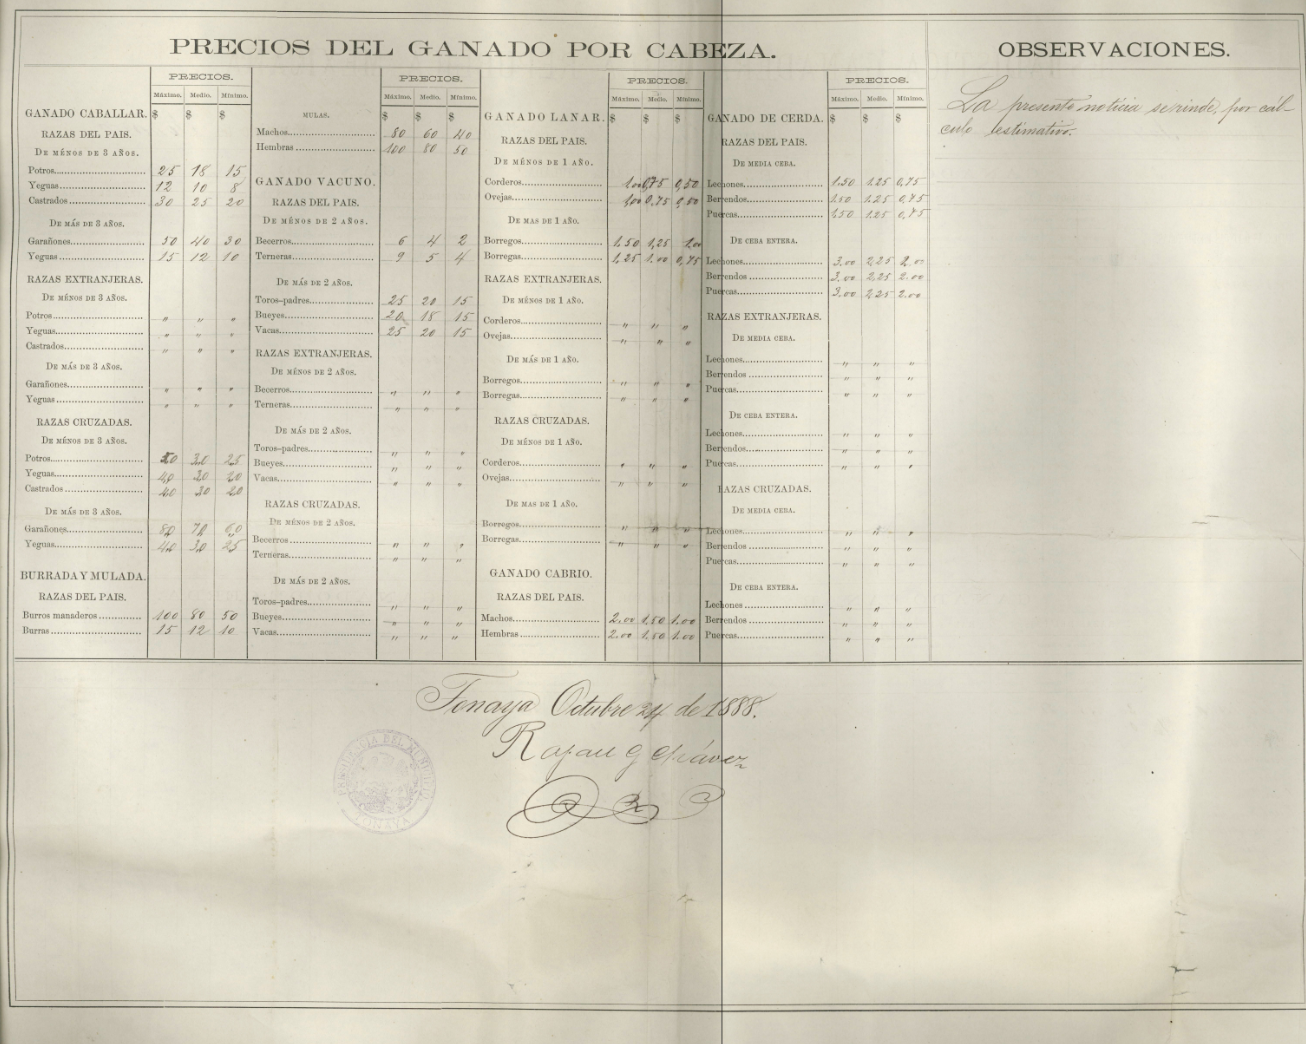 PRECIOS DEL GANADO POR CABEZA.
PRECIOS.
Máximo. Medio. Mínimo.
GANADO CABALLAR. $ $ $
RAZAS DEL PAIS.
DE MÉNOS DE 3 AÑOS.
Potros 25 18 15
Yeguas 12 10 8
Castrados 30 25 20
DE MÁS DE 3 AÑOS.
Garañones 50 40 30
Yeguas 15 12 10
RAZAS EXTRANJERAS.
DE MÉNOS DE 3 AÑOS.
Potros " " "
Yeguas " " "
Castrados " " "
DE MÁS DE 3 AÑOS.
Garañones " " "
Yeguas " " "
RAZAS CRUZADAS.
DE MÉNOS DE 3 AÑOS.
Potros 50 25
Yeguas 40 30 20
Castrados 40 30 20
DE MÁS DE 3 AÑOS.
Garañones 80 70 60
Yeguas 40 30 25
BURRADA Y MULADA.
RAZAS DEL PAIS.
Burros manaderos 100 80 50
Burras 15 12 10
PRECIOS.
Máximo. Medio. Mínimo.
MULAS. $ $ $
Machos 80 60 40
Hembras 100 80 50
GANADO VACUNO.
RAZAS DEL PAIS.
DE MÉNOS DE 2 AÑOS.
Becerros 6 4 2
Terneras 9 5 4
DE MÁS DE 2 AÑOS.
Toros-padres 25 20 15
Bueyes 20 18 15
Vacas 25 20 15
RAZAS EXTRANJERAS.
DE MÉNOS DE 2 AÑOS.
Becerros " " "
Terneras " " "
DE MÁS DE 2 AÑOS.
Toros-padres " " "
Bueyes " " "
Vacas " " "
RAZAS CRUZADAS.
DE MÉNOS DE 2 AÑOS.
Becerros " " "
Terneras " " "
DE MÁS DE 2 AÑOS.
Toros-padres " " "
Bueyes " " "
Vacas " " "
PRECIOS.
Máximo. Medio. Mínimo.
GANADO LANAR. $ $ $
RAZAS DEL PAIS.
DE MÉNOS DE 1 AÑO.
Corderos 1,00 0,75 0,50
Ovejas 1,00 0,75
DE MAS DE 1 AÑO.
Borregos 1,50 1,25 1,00
Borregas 1,25 1.00 0,75
RAZAS EXTRANJERAS.
DE MÉNOS DE 1 AÑO.
Corderos " " "
Ovejas " " "
DE MÁS DE 1 AÑO.
Borregos " " "
Borregas " " "
RAZAS CRUZADAS.
DE MÉNOS DE 1 AÑO.
Corderos " " "
Ovejas " " "
DE MAS DE 1 AÑO.
Borregos " " "
Borregas " " "
GANADO CABRIO.
RAZAS DEL PAIS.
Machos 2.00 1,50 1.00
Hembras 2.00 1.50 1.00
PRECIOS.
Máximo. Medio. Mínimo.
GANADO DE CERDA. $ $ $
RAZAS DEL PAIS.
DE MEDIA CEBA.
Lechones 1.50 1.25 0,75
Berrendos 1.50 1.25 0,75
Puercas 1.50 1.25 0,75
DE CEBA ENTERA.
Lechones 3.00 2,25 2.00
Berrendos 3.00 2,25 2.00
Puercas 3.00 2,25 2.00
RAZAS EXTRANJERAS.
DE MEDIA CEBA.
Lechones " " "
Berrendos " " "
Puercas " " "
DE CEBA ENTERA.
Lechones " " "
Berrendos " " "
Puercas " " "
RAZAS CRUZADAS.
DE MEDIA CEBA.
Lechones " " "
Berrendos " " "
Puercas " " "
DE CEBA ENTERA.
Lechones " " "
Berrendos " " "
Puercas " " "
OBSERVACIONES.
La presente noticia se rinde, por cál-
culo estimativo.
Tonaya Octubre 24 de 1888.
Rafael G Chávez
PRESIDENCIA DEL MUNICIPIO
TONAYA